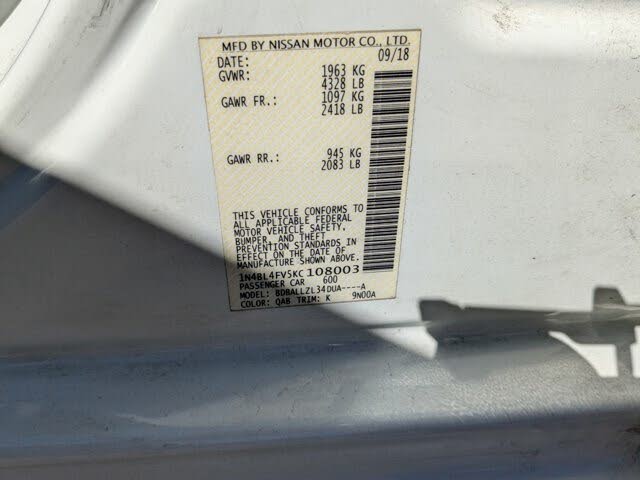 MFD BY NISSAN MOTOR CO., LTD.
DATE: 09/18
GVWR: 1963 KG
4328 LB
GAWR FR.: 1097 KG
2418 LB
GAWR RR.: 945 KG
2083 LB
THIS VEHICLE CONFORMS TO
ALL APPLICABLE FEDERAL
MOTOR VEHICLE SAFETY,
BUMPER, AND THEFT
PREVENTION STANDARDS IN
EFFECT ON THE DATE OF
MANUFACTURE SHOWN ABOVE.
1N4BL4FV5KC108003
PASSENGER CAR 600
MODEL: BDBALLZL34DUA----A
COLOR: QAB TRIM: K 9N00A